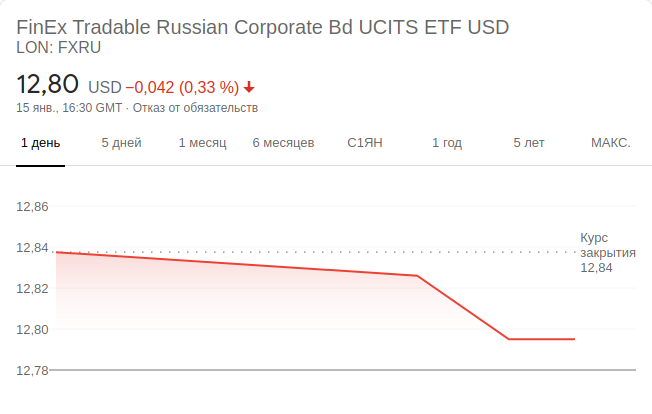 FinEx Tradable Russian Corporate Bd UCITS ETF USD
LON: FXRU
12,80 USD −0,042 (0,33 %)
15 янв., 16:30 GMT · Отказ от обязательств
1 день 5 дней 1 месяц 6 месяцев С1ЯН 1 год 5 лет МАКС.
12,86
12,84
12,82
12,80
12,78
Курс
закрытия
12,84